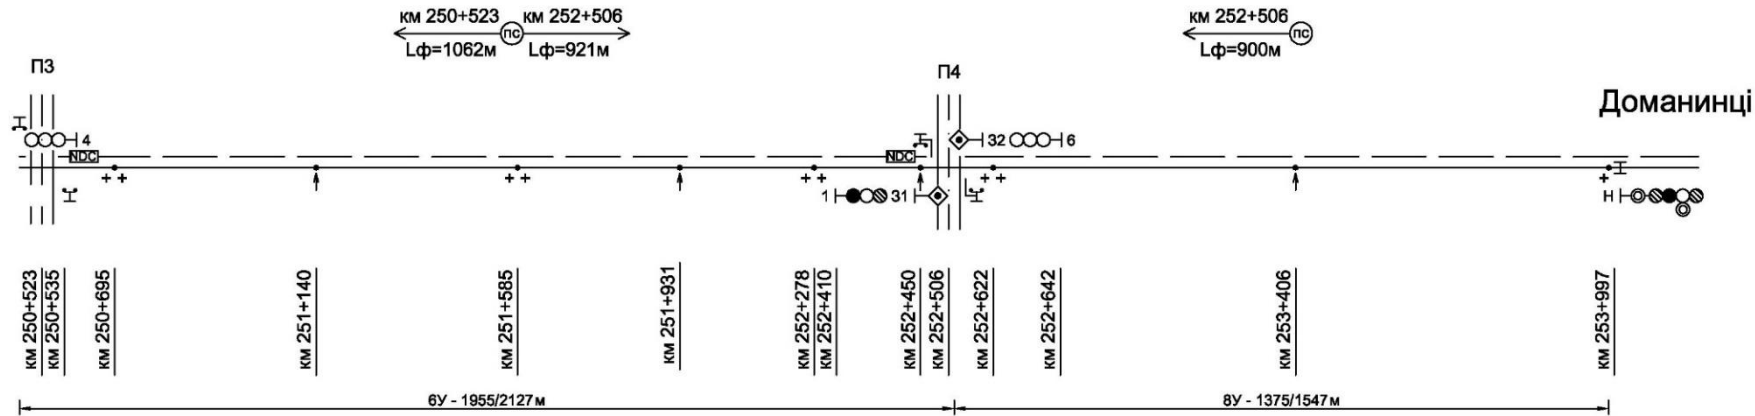 км 250+523 км 252+506
ПС
Lф=1062м Lф=921м
км 252+506
ПС
Lф=900м
П3
П4
Доманинці
4
32
6
NDC
NDC
1
31
Н
км 250+523
км 250+535
км 250+695
км 251+140
км 251+585
км 251+931
км 252+278
км 252+410
км 252+450
км 252+506
км 252+622
км 252+642
км 253+406
км 253+997
6У - 1955/2127м
8У - 1375/1547м